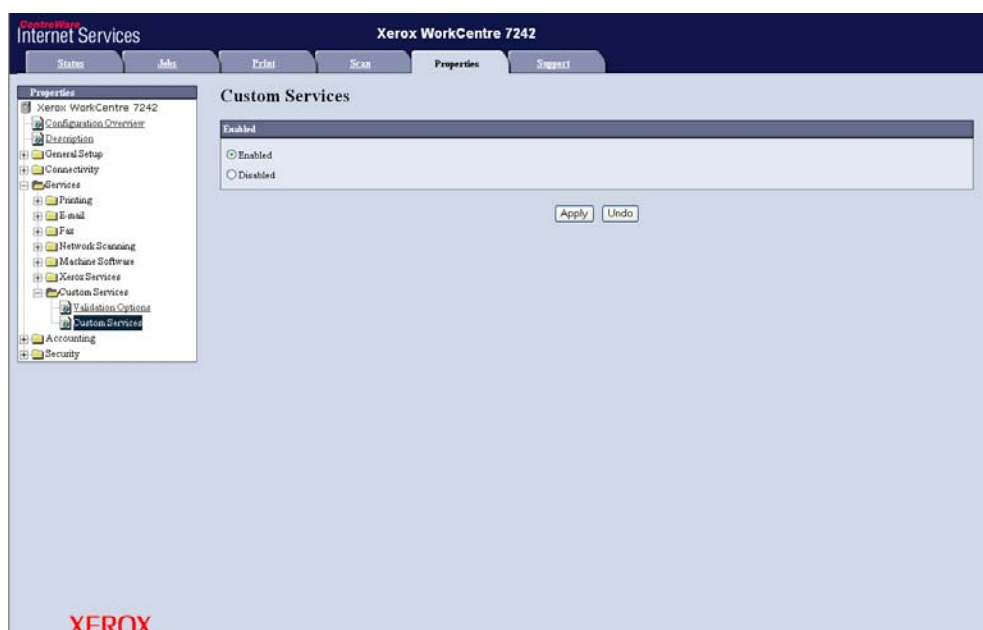 CentreWare
Internet Services
Xerox WorkCentre 7242
Status
Jobs
Print
Scan
Properties
Support
Properties
Xerox WorkCentre 7242
Configuration Overview
Description
General Setup
Connectivity
Services
Printing
E-mail
Fax
Network Scanning
Machine Software
Xerox Services
Custom Services
Validation Options
Custom Services
Accounting
Security
Custom Services
Enabled
Enabled
Disabled
Apply
Undo
XEROX